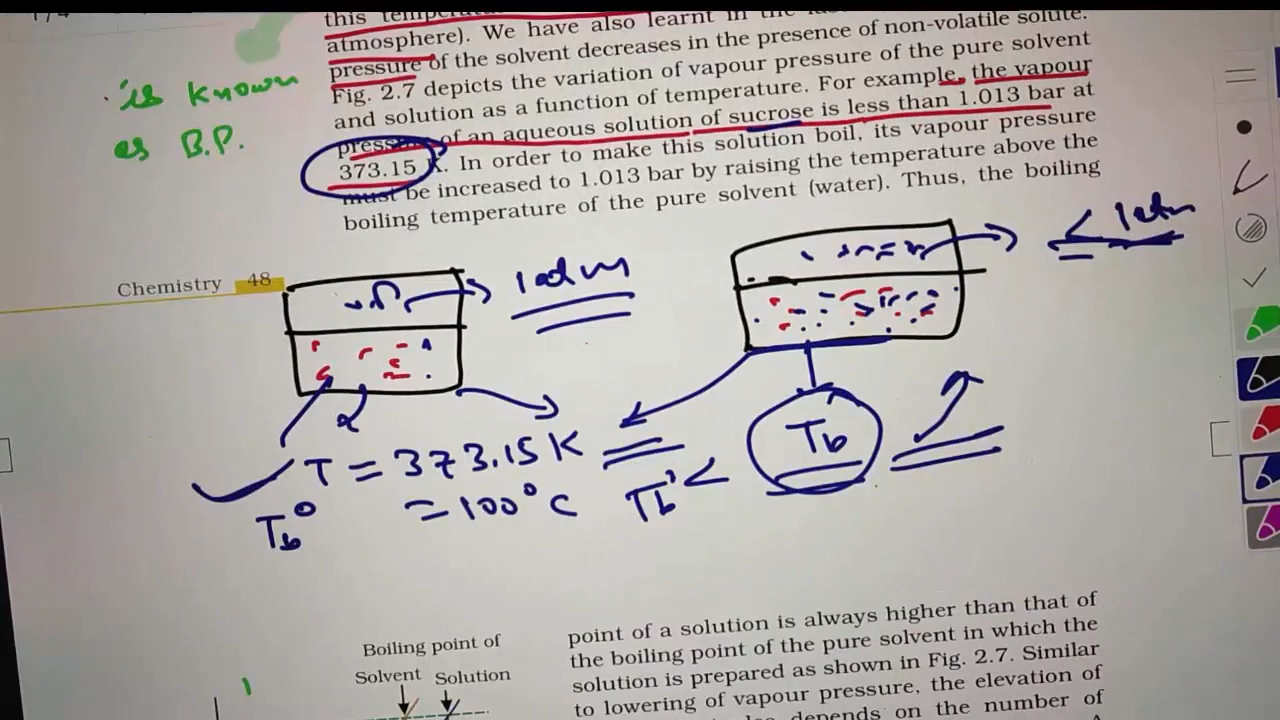 this
atmosphere). We have also learnt in the
pressure of the solvent decreases in the presence of non-volatile solute.
Fig. 2.7 depicts the variation of vapour pressure of the pure solvent
and solution as a function of temperature. For example, the vapour
of an aqueous solution of sucrose is less than 1.013 bar at
373.15 K. In order to make this solution boil, its vapour pressure
must be increased to 1.013 bar by raising the temperature above the
boiling temperature of the pure solvent (water). Thus, the boiling
is known
as B.P.
Chemistry 48
1 atm
< 1 atm
T = 373.15 K
= 100°C
Tb°
Tb° <
Tb
Boiling point of
Solvent Solution
point of a solution is always higher than that of
the boiling point of the pure solvent in which the
solution is prepared as shown in Fig. 2.7. Similar
to lowering of vapour pressure, the elevation of
depends on the number of